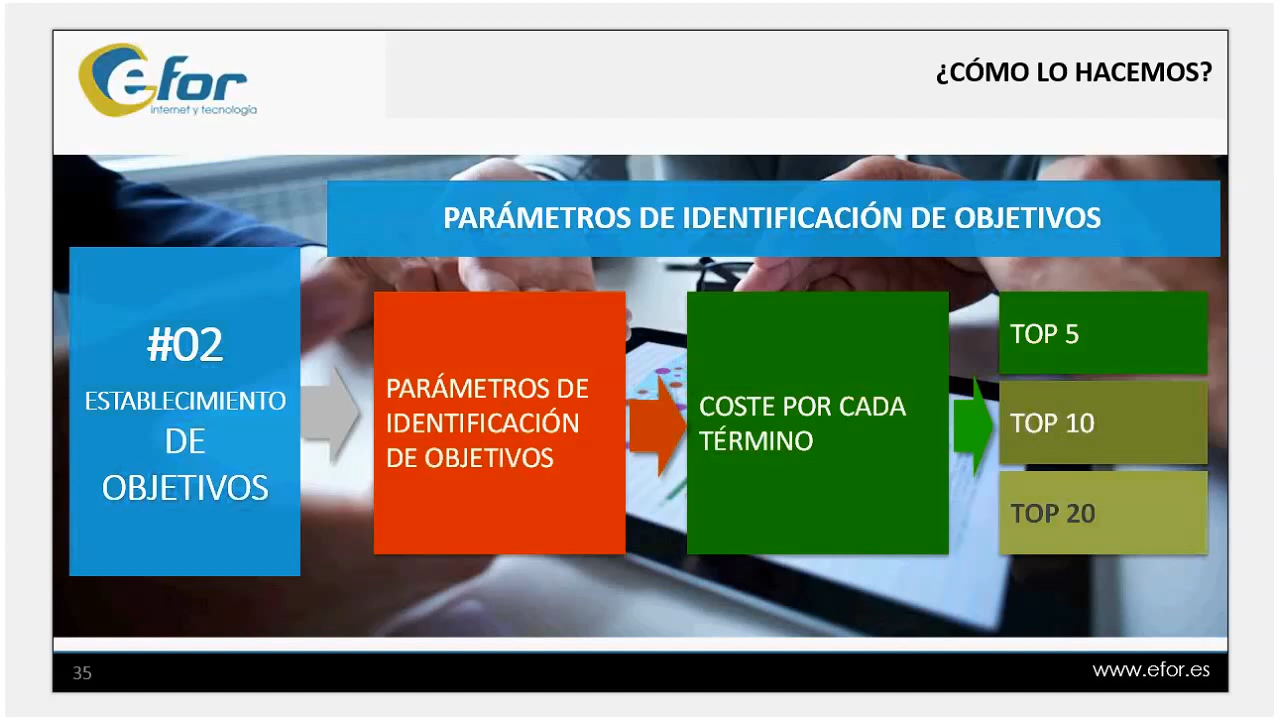 efor
internet y tecnología
¿CÓMO LO HACEMOS?
PARÁMETROS DE IDENTIFICACIÓN DE OBJETIVOS
#02
ESTABLECIMIENTO
DE
OBJETIVOS
PARÁMETROS DE
IDENTIFICACIÓN
DE OBJETIVOS
COSTE POR CADA
TÉRMINO
TOP 5
TOP 10
TOP 20
35
www.efor.es